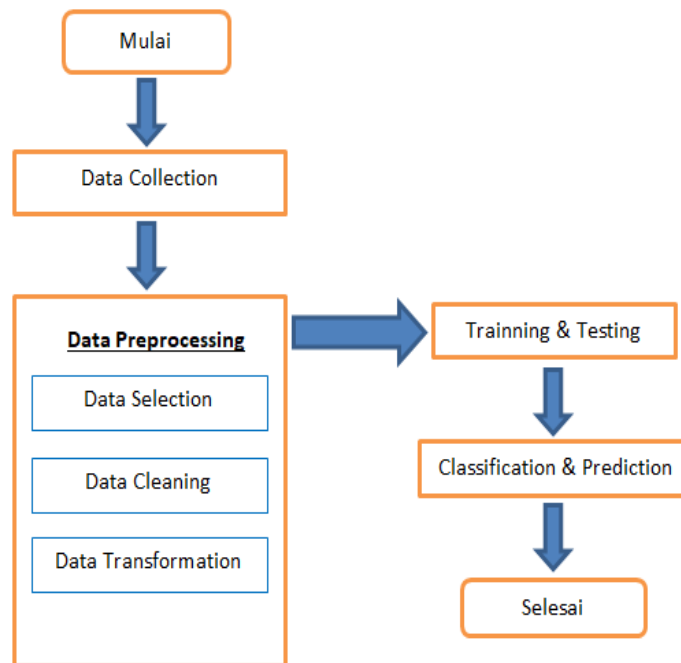 Mulai
Data Collection
Data Preprocessing
Data Selection
Data Cleaning
Data Transformation
Trainning & Testing
Classification & Prediction
Selesai